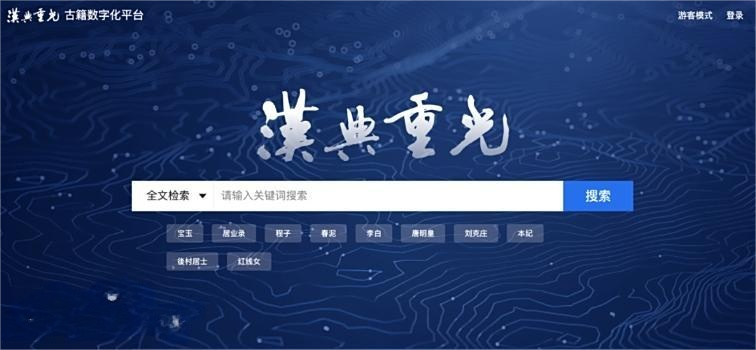 漢典重光 古籍数字化平台 游客模式 登录
漢典重光
全文检索 请输入关键词搜索 搜索
宝玉 居业录 程子 春泥 李白 唐明皇 刘克庄 本纪
後村居士 红线女